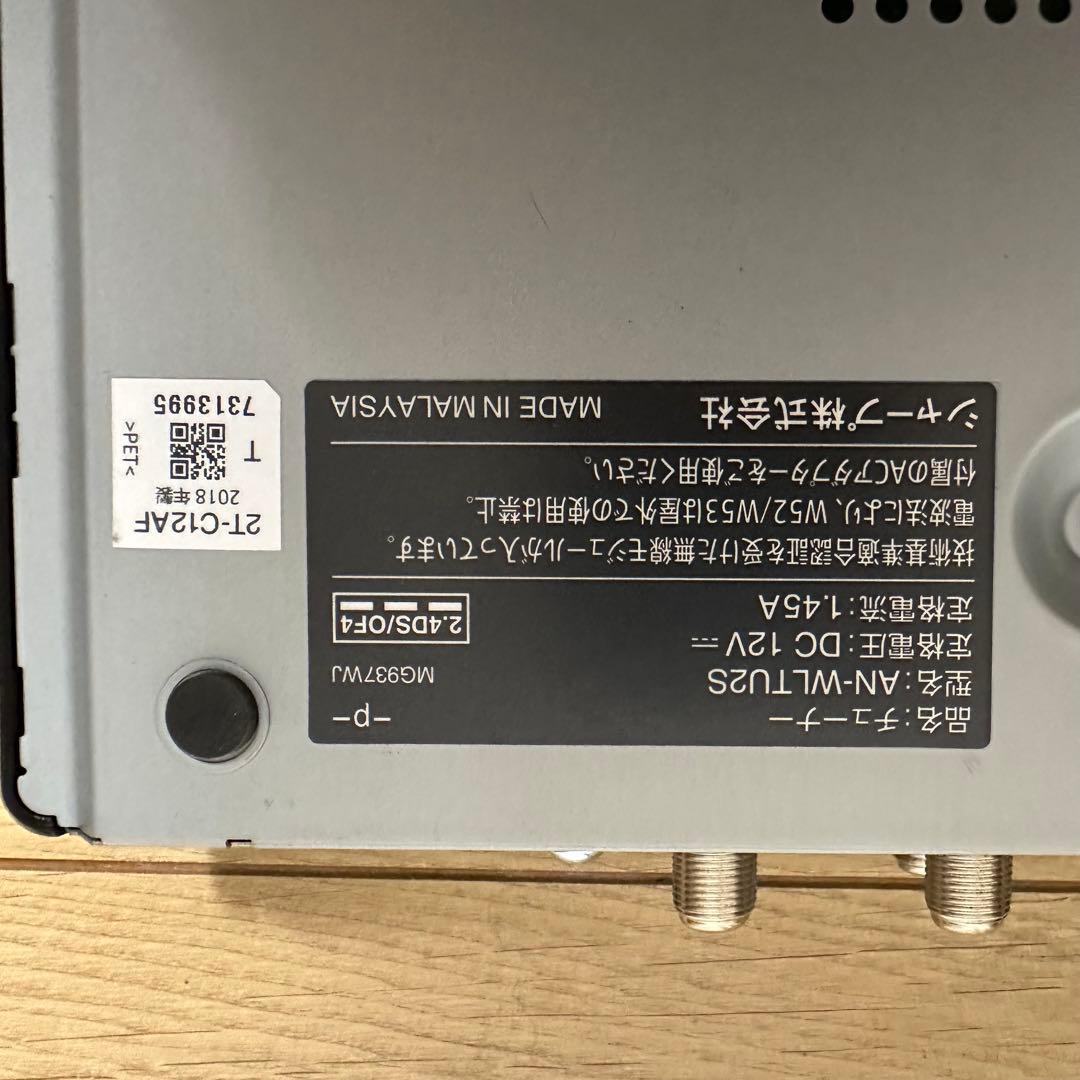 品名：チューナー
-p-
型名：AN-WLTU2S
MG937WJ
定格電圧：DC 12V
定格電流：1.45A
2.4DS/OF4
技術基準適合認証を受けた無線モジュールが入っています。
電波法により、W52/W53は屋外での使用は禁止。
付属のACアダプターをご使用ください。
シャープ株式会社
MADE IN MALAYSIA
2T-C12AF
2018年製
T
>PET<
7313995